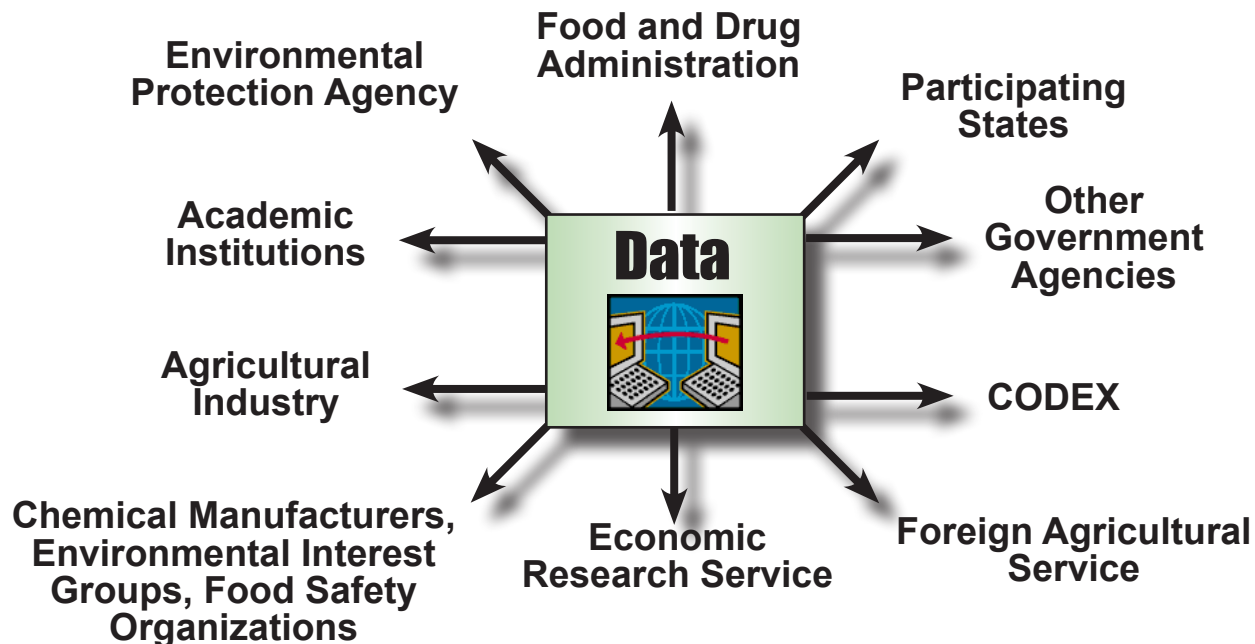 Food and Drug
Administration
Environmental
Protection Agency
Participating
States
Academic
Institutions
Other
Government
Agencies
Data
Agricultural
Industry
CODEX
Chemical Manufacturers,
Environmental Interest
Groups, Food Safety
Organizations
Economic
Research Service
Foreign Agricultural
Service